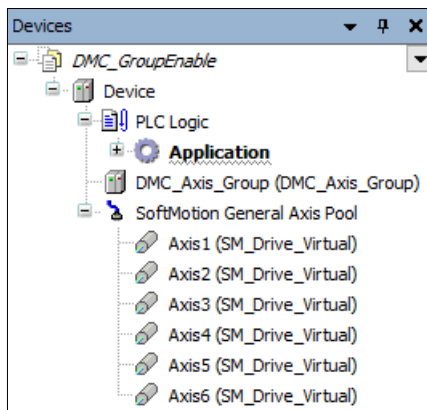 Devices
DMC_GroupEnable
Device
PLC Logic
Application
DMC_Axis_Group (DMC_Axis_Group)
SoftMotion General Axis Pool
Axis1 (SM_Drive_Virtual)
Axis2 (SM_Drive_Virtual)
Axis3 (SM_Drive_Virtual)
Axis4 (SM_Drive_Virtual)
Axis5 (SM_Drive_Virtual)
Axis6 (SM_Drive_Virtual)